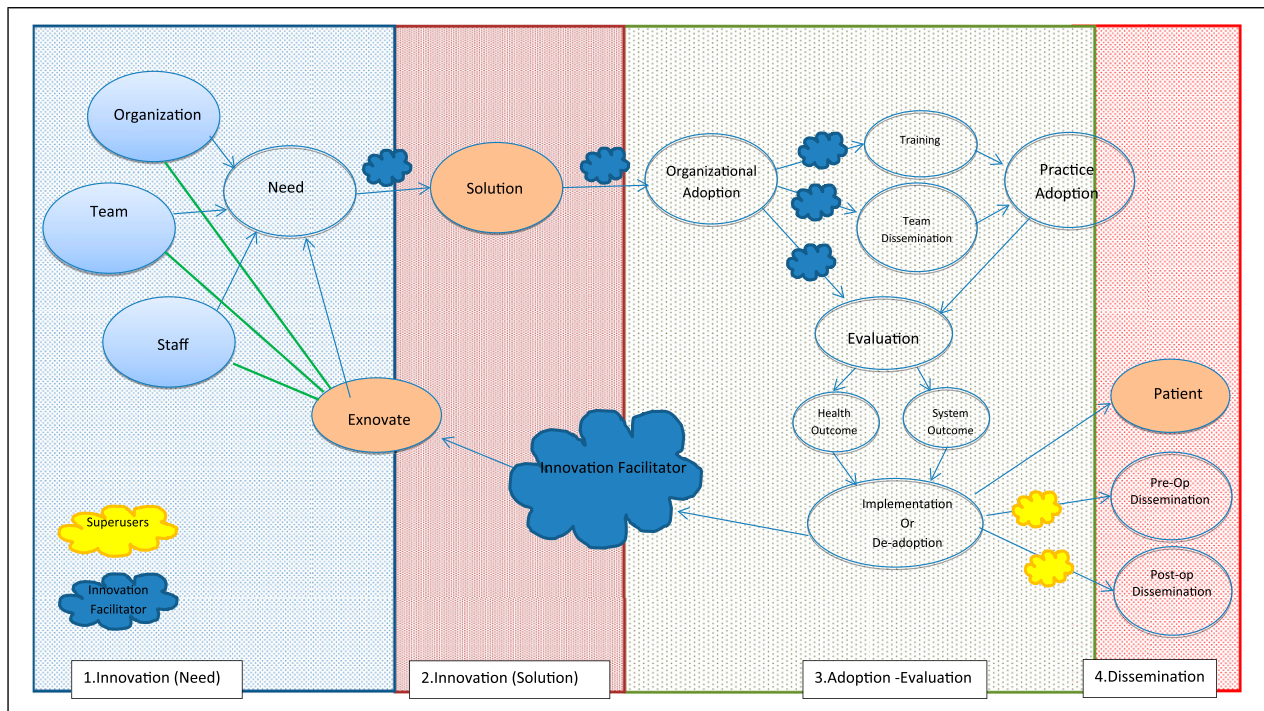 Organization
Team
Staff
Need
Exnovate
Superusers
Innovation
Facilitator
1.Innovation (Need)
Solution
Innovation Facilitator
2.Innovation (Solution)
Organizational
Adoption
Training
Team
Dissemination
Practice
Adoption
Evaluation
Health
Outcome
System
Outcome
Implementation
Or
De-adoption
3.Adoption -Evaluation
Patient
Pre-Op
Dissemination
Post-op
Dissemination
4.Dissemination